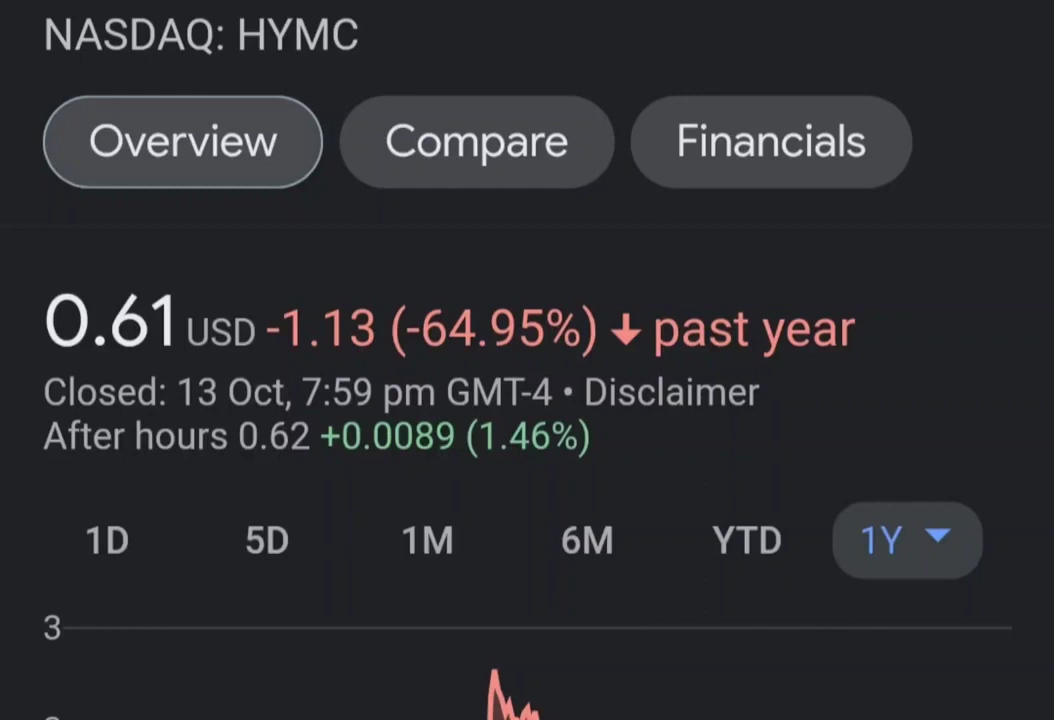 NASDAQ: HYMC
Overview Compare Financials
0.61 USD -1.13 (-64.95%) ↓ past year
Closed: 13 Oct, 7:59 pm GMT-4 • Disclaimer
After hours 0.62 +0.0089 (1.46%)
1D 5D 1M 6M YTD 1Y
3